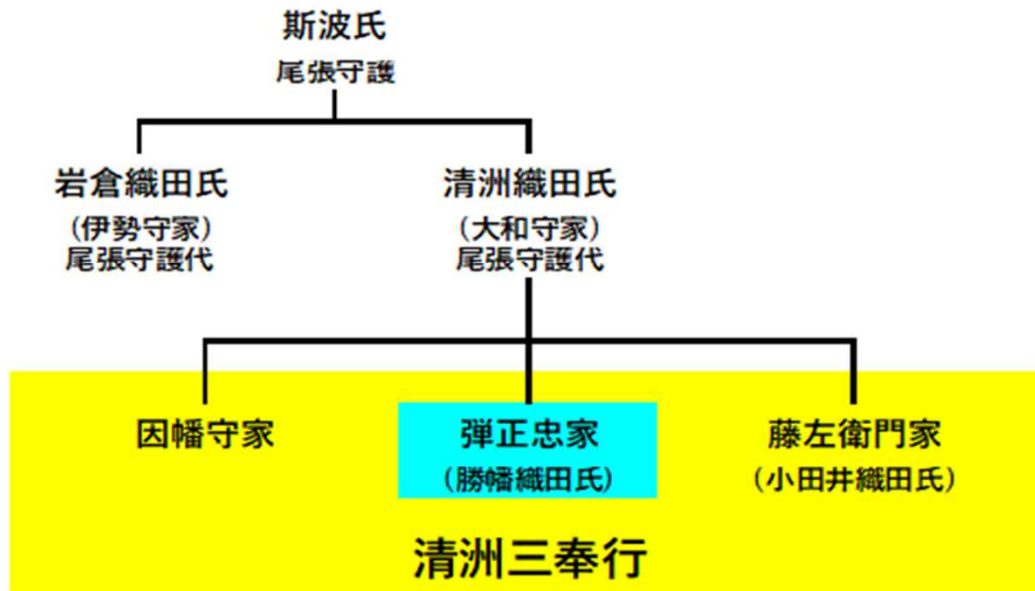 斯波氏
尾張守護
岩倉織田氏
(伊勢守家)
尾張守護代
清洲織田氏
(大和守家)
尾張守護代
因幡守家
弾正忠家
(勝幡織田氏)
藤左衛門家
(小田井織田氏)
清洲三奉行